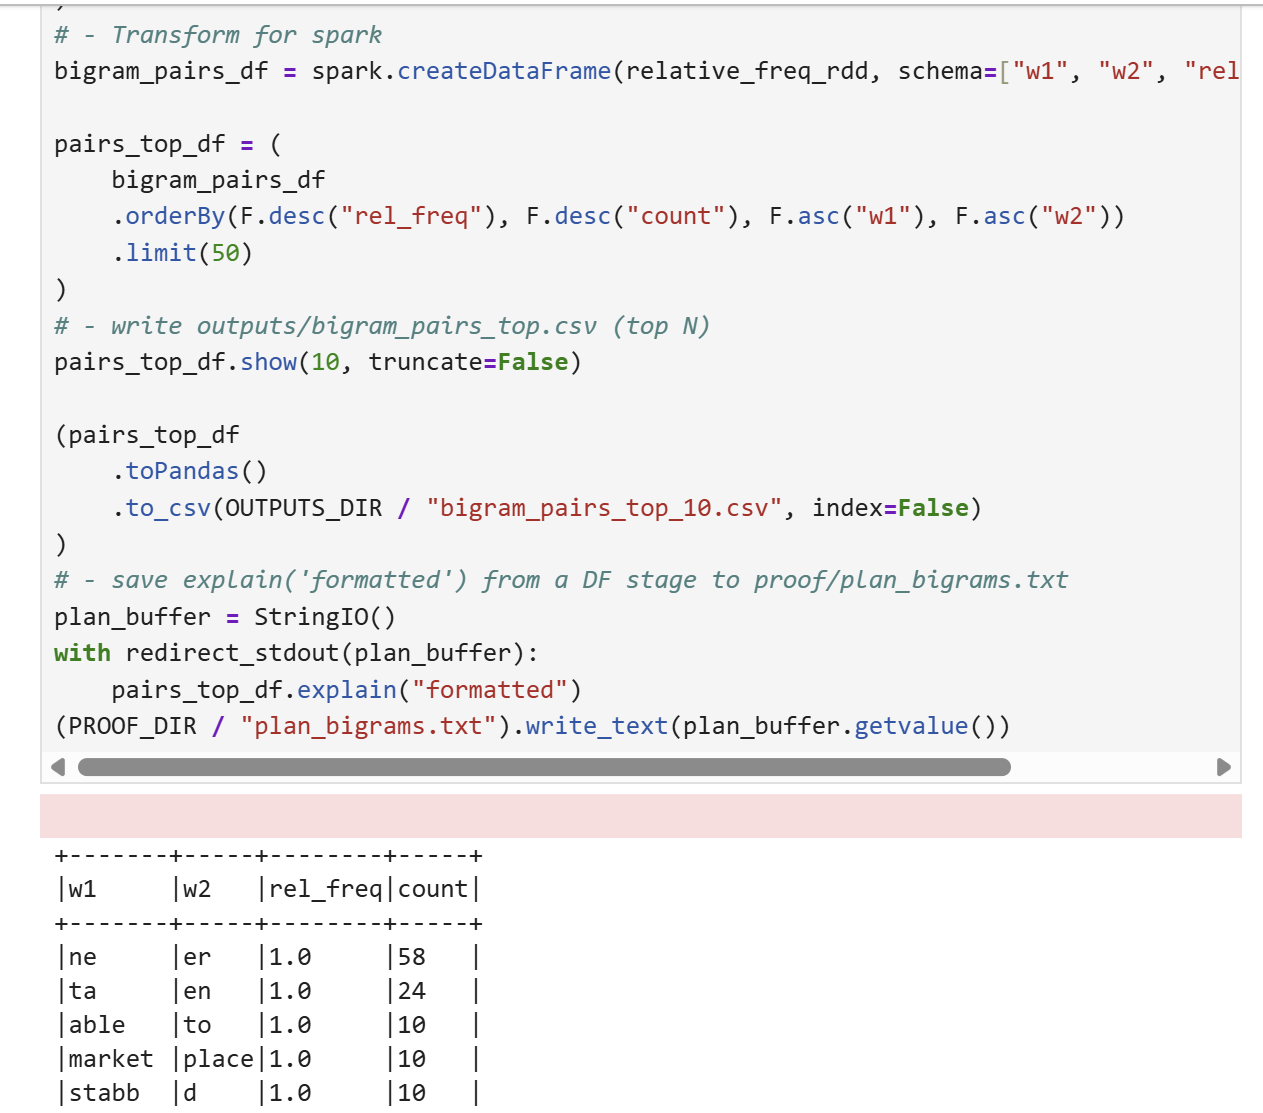 # - Transform for spark
bigram_pairs_df = spark.createDataFrame(relative_freq_rdd, schema=["w1", "w2", "rel

pairs_top_df = (
    bigram_pairs_df
    .orderBy(F.desc("rel_freq"), F.desc("count"), F.asc("w1"), F.asc("w2"))
    .limit(50)
)
# - write outputs/bigram_pairs_top.csv (top N)
pairs_top_df.show(10, truncate=False)

(pairs_top_df
    .toPandas()
    .to_csv(OUTPUTS_DIR / "bigram_pairs_top_10.csv", index=False)
)
# - save explain('formatted') from a DF stage to proof/plan_bigrams.txt
plan_buffer = StringIO()
with redirect_stdout(plan_buffer):
    pairs_top_df.explain("formatted")
(PROOF_DIR / "plan_bigrams.txt").write_text(plan_buffer.getvalue())
+-------+-----+--------+-----+
|w1     |w2   |rel_freq|count|
+-------+-----+--------+-----+
|ne     |er   |1.0     |58   |
|ta     |en   |1.0     |24   |
|able   |to   |1.0     |10   |
|market |place|1.0     |10   |
|stabb  |d    |1.0     |10   |